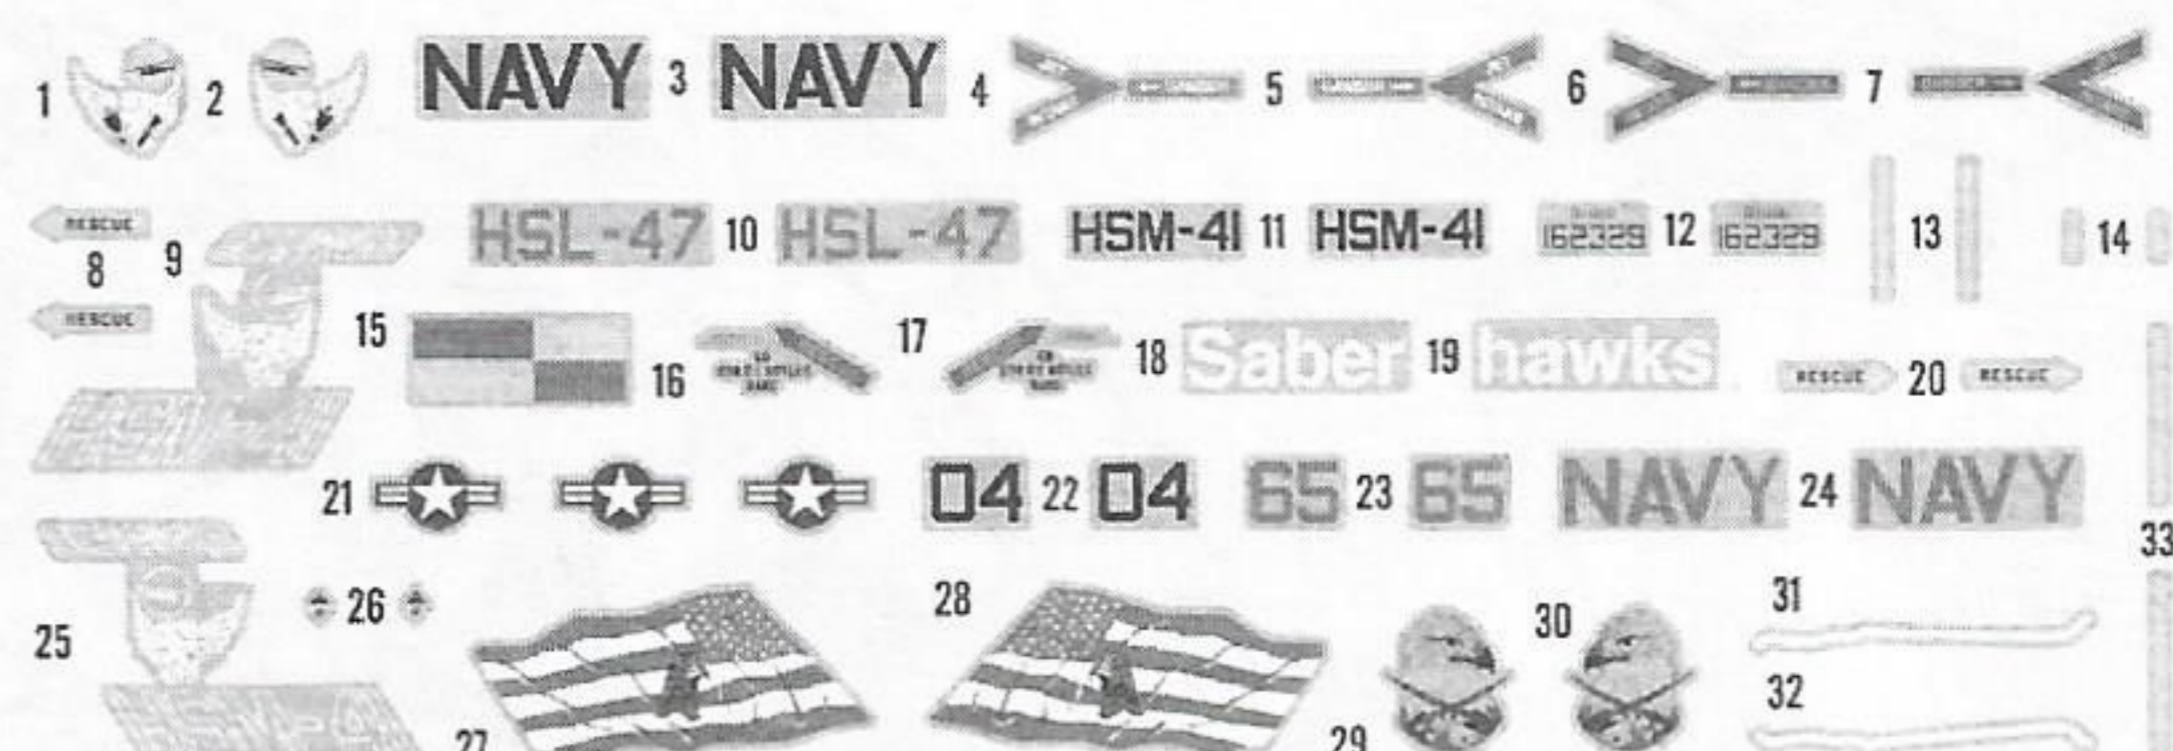 1 2 NAVY 3 NAVY 4 5 6 7
RESCUE HSL-47 10 HSL-47 HSM-41 11 HSM-41 162329 12 162329 13 14
8 9
RESCUE 15 16 17 18 Saber 19 hawks RESCUE 20 RESCUE
21 04 22 04 65 23 65 NAVY 24 NAVY
33
25 26 28 30 31
32
27 29